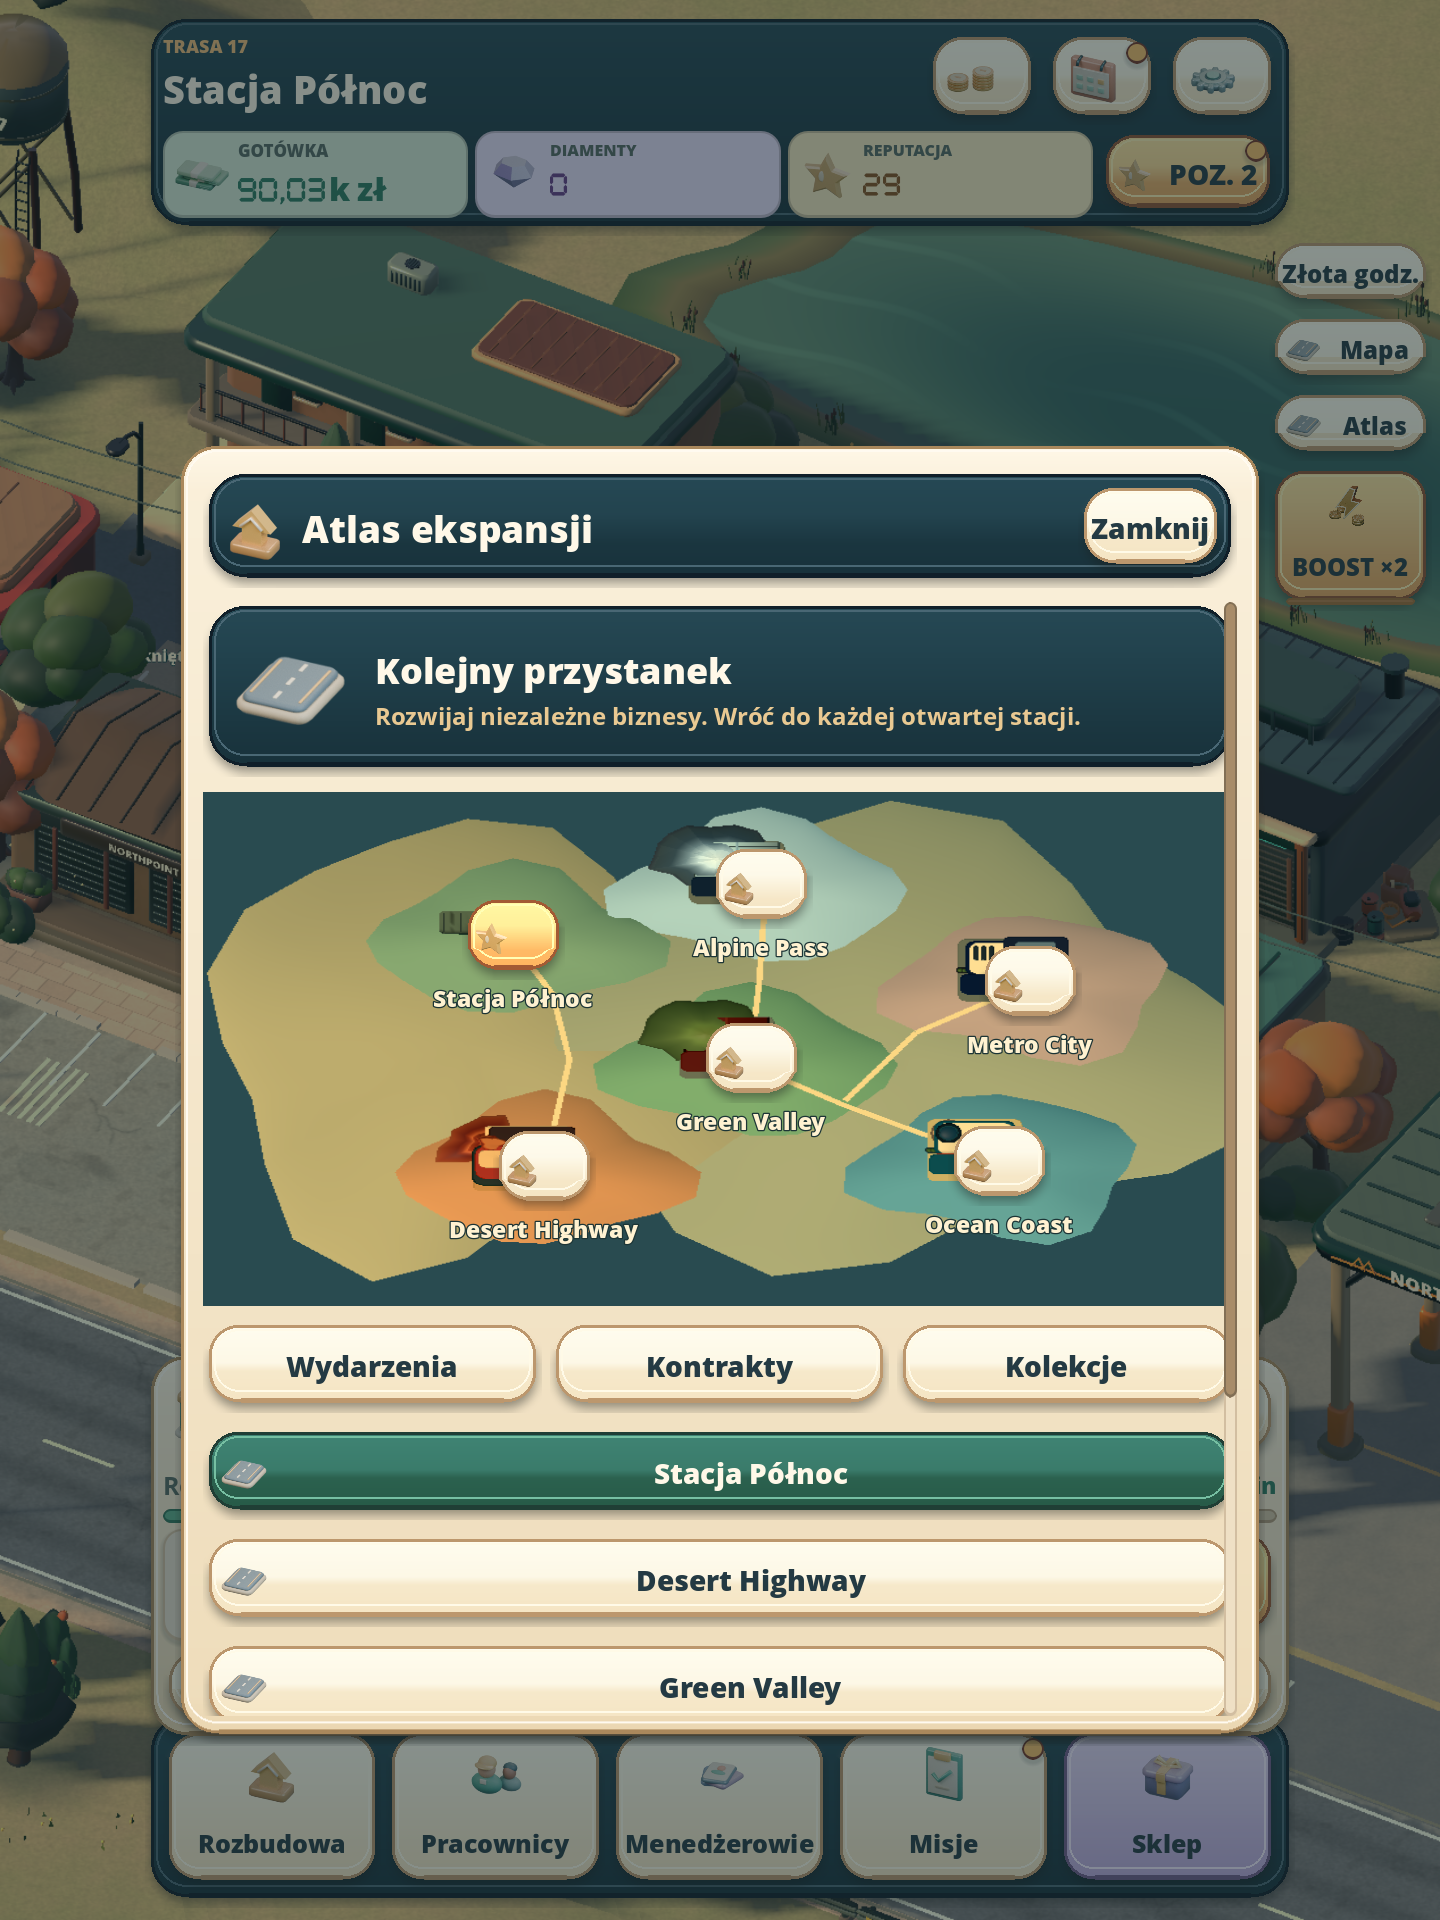 TRASA 17
Stacja Północ
GOTÓWKA
90,03k zł
DIAMENTY
0
REPUTACJA
29
POZ. 2
Złota godz.
Mapa
Atlas
BOOST ×2
Atlas ekspansji
Zamknij
Kolejny przystanek
Rozwijaj niezależne biznesy. Wróć do każdej otwartej stacji.
NORTHPOINT
Alpine Pass
Stacja Północ
Metro City
Green Valley
Desert Highway
Ocean Coast
Wydarzenia
Kontrakty
Kolekcje
Stacja Północ
Desert Highway
Green Valley
Rozbudowa
Pracownicy
Menedżerowie
Misje
Sklep